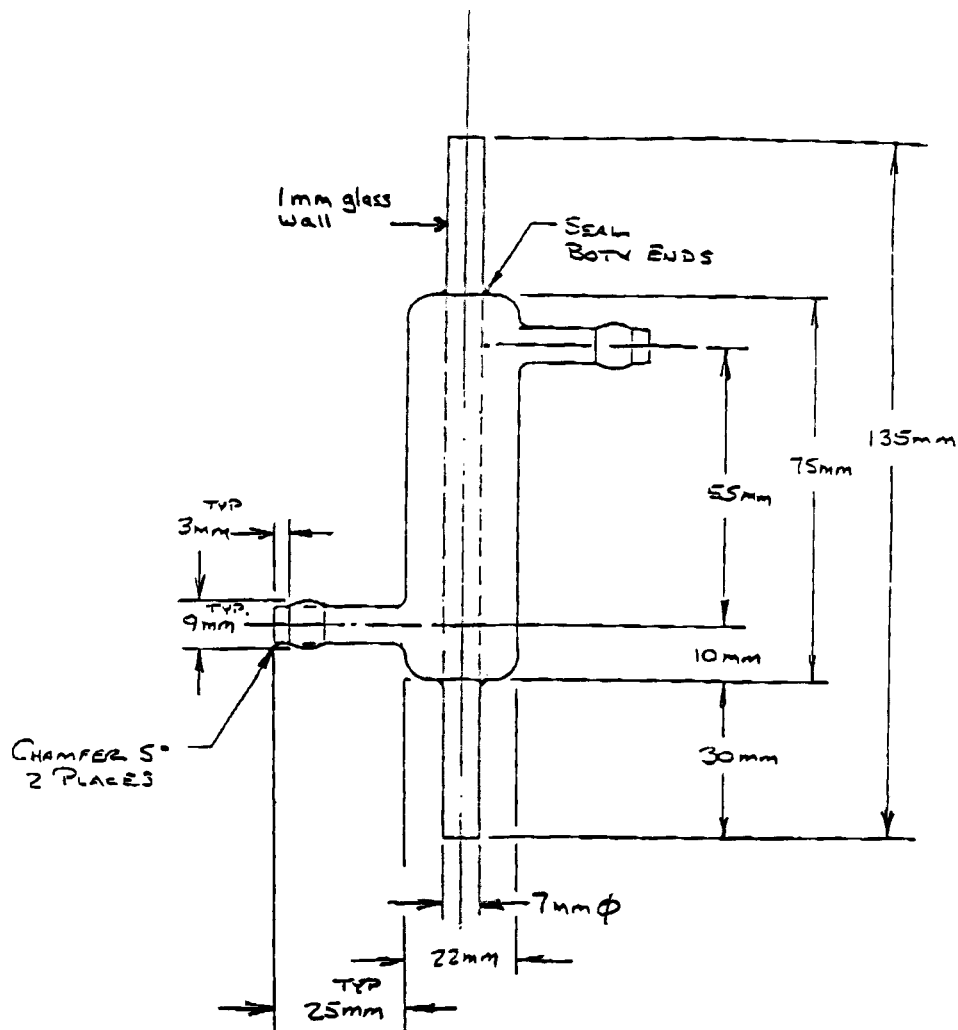 1mm glass
wall
SEAL
BOTH ENDS
135mm
75mm
55mm
TYP
3mm
TYP.
9mm
10mm
CHAMFER 5°
2 PLACES
30mm
7mm φ
22mm
TYP
25mm